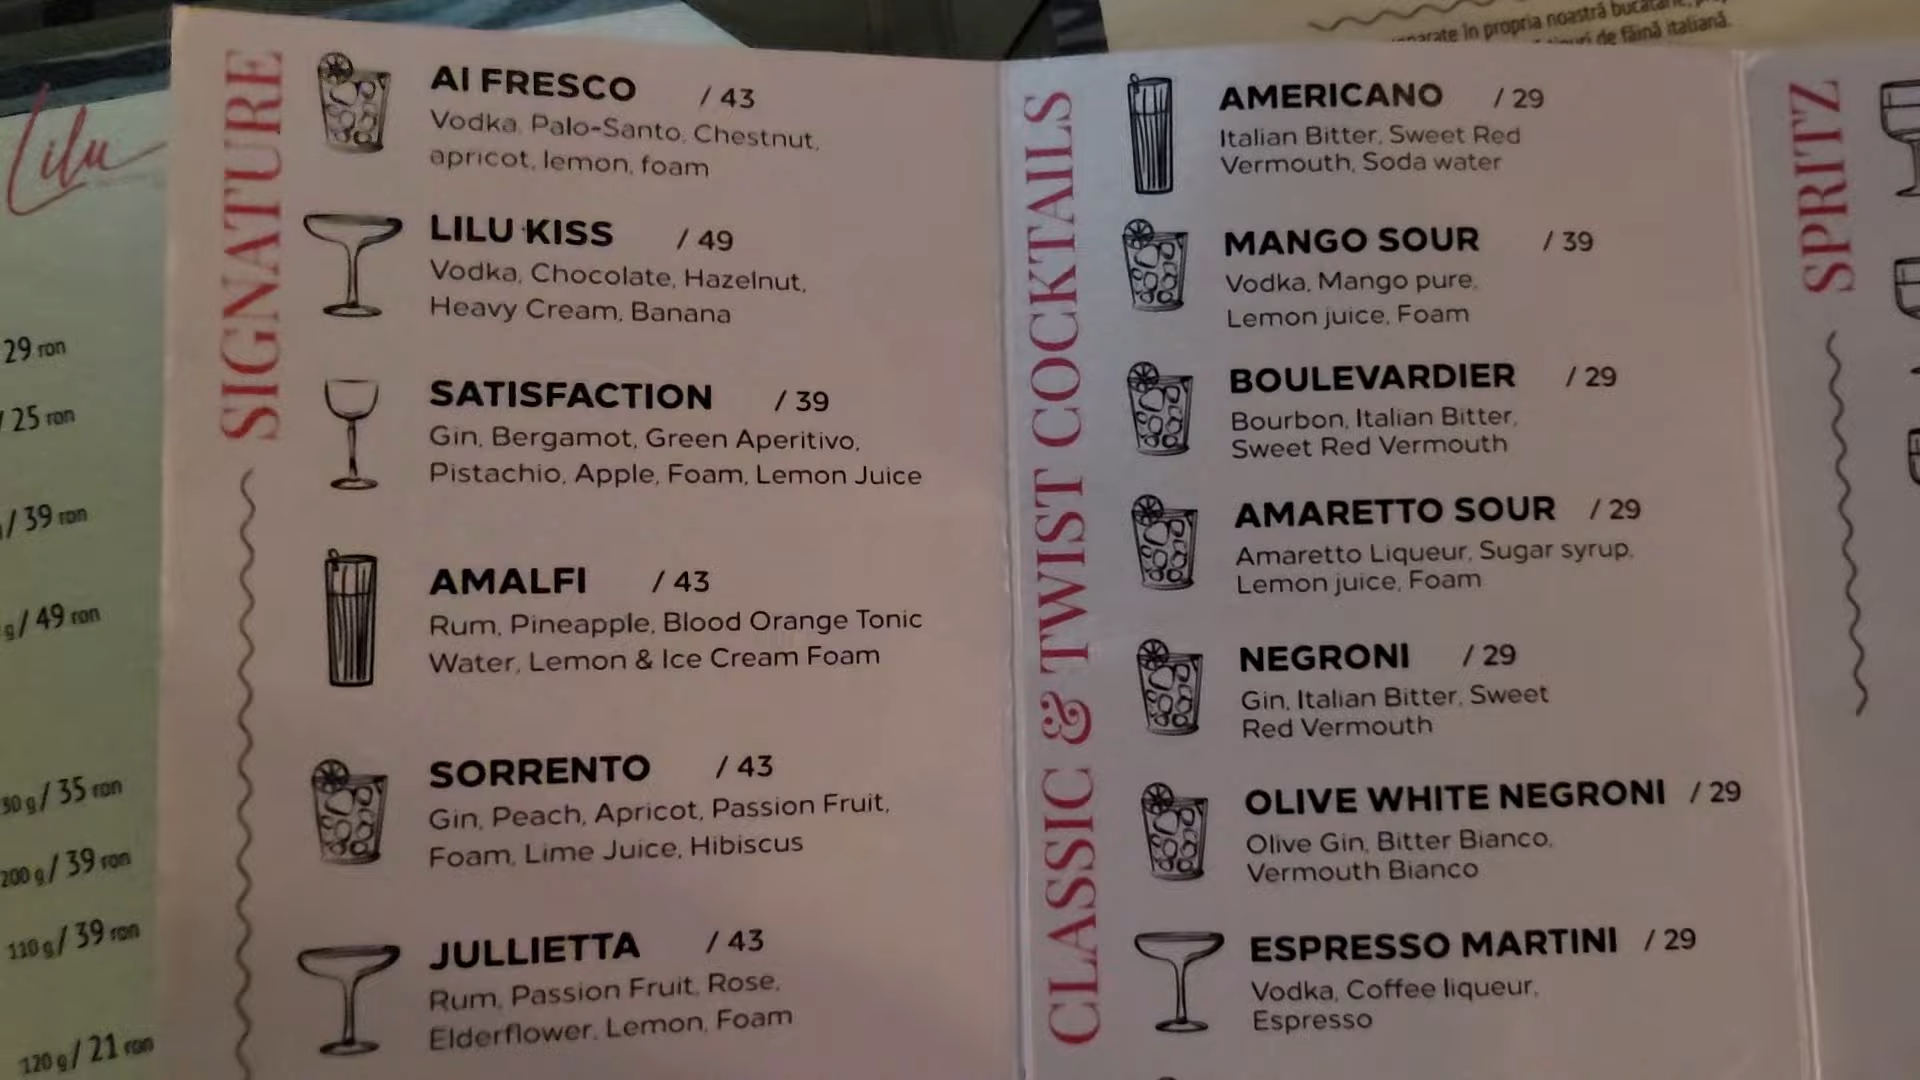 Lilu
29 ron
/ 25 ron
/ 39 ron
g / 49 ron
200 g / 39 ron
110 g / 39 ron
120 g / 21 ron
SIGNATURE
AI FRESCO / 43
Vodka, Palo-Santo, Chestnut,
apricot, lemon, foam
LILU KISS / 49
Vodka, Chocolate, Hazelnut,
Heavy Cream, Banana
SATISFACTION / 39
Gin, Bergamot, Green Aperitivo,
Pistachio, Apple, Foam, Lemon Juice
AMALFI / 43
Rum, Pineapple, Blood Orange Tonic
Water, Lemon & Ice Cream Foam
SORRENTO / 43
Gin, Peach, Apricot, Passion Fruit,
Foam, Lime Juice, Hibiscus
JULLIETTA / 43
Rum, Passion Fruit, Rose,
Elderflower, Lemon, Foam
în propria noastră
de făină italiană.
CLASSIC & TWIST COCKTAILS
AMERICANO / 29
Italian Bitter, Sweet Red
Vermouth, Soda water
MANGO SOUR / 39
Vodka, Mango pure,
Lemon juice, Foam
BOULEVARDIER / 29
Bourbon, Italian Bitter,
Sweet Red Vermouth
AMARETTO SOUR / 29
Amaretto Liqueur, Sugar syrup,
Lemon juice, Foam
NEGRONI / 29
Gin, Italian Bitter, Sweet
Red Vermouth
OLIVE WHITE NEGRONI / 29
Olive Gin, Bitter Bianco,
Vermouth Bianco
ESPRESSO MARTINI / 29
Vodka, Coffee liqueur,
Espresso
SPRITZ